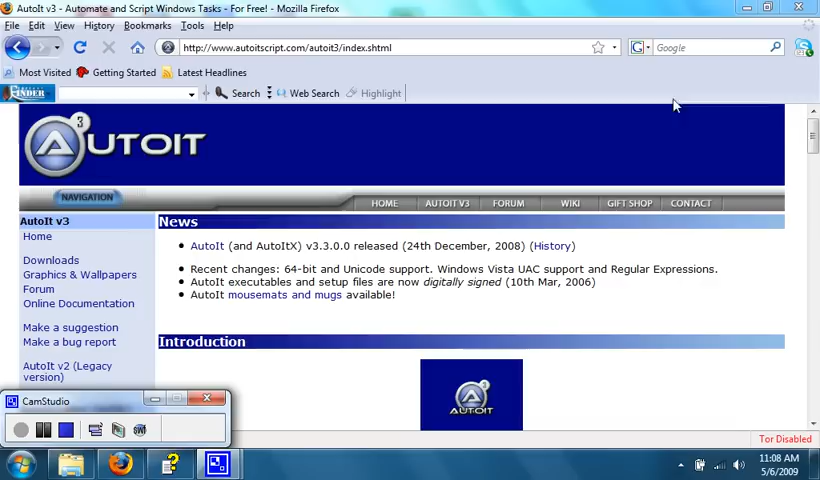 AutoIt v3 - Automate and Script Windows Tasks - For Free! - Mozilla Firefox
File Edit View History Bookmarks Tools Help
http://www.autoitscript.com/autoit3/index.shtml
G Google
Most Visited Getting Started Latest Headlines
FINDER Search Web Search Highlight
3
AUTOIT
NAVIGATION
HOME AUTOIT V3 FORUM WIKI GIFT SHOP CONTACT
AutoIt v3
Home
Downloads
Graphics & Wallpapers
Forum
Online Documentation
Make a suggestion
Make a bug report
AutoIt v2 (Legacy
version)
News
AutoIt (and AutoItX) v3.3.0.0 released (24th December, 2008) (History)
Recent changes: 64-bit and Unicode support. Windows Vista UAC support and Regular Expressions.
AutoIt executables and setup files are now digitally signed (10th Mar, 2006)
AutoIt mousemats and mugs available!
Introduction
AUTOIT
CamStudio
SWF
Tor Disabled
11:08 AM
5/6/2009